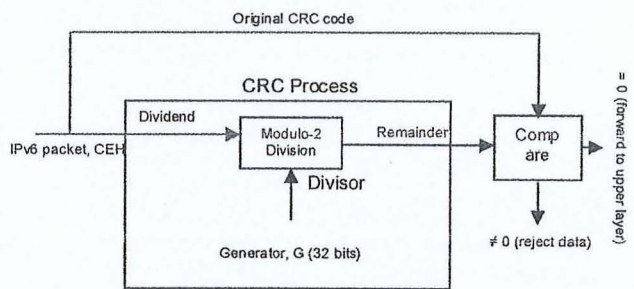 Original CRC code
CRC Process
Dividend
IPv6 packet, CEH
Modulo-2
Division
Remainder
Divisor
Generator, G (32 bits)
Comp
are
= 0 (forward to
upper layer)
≠ 0 (reject data)